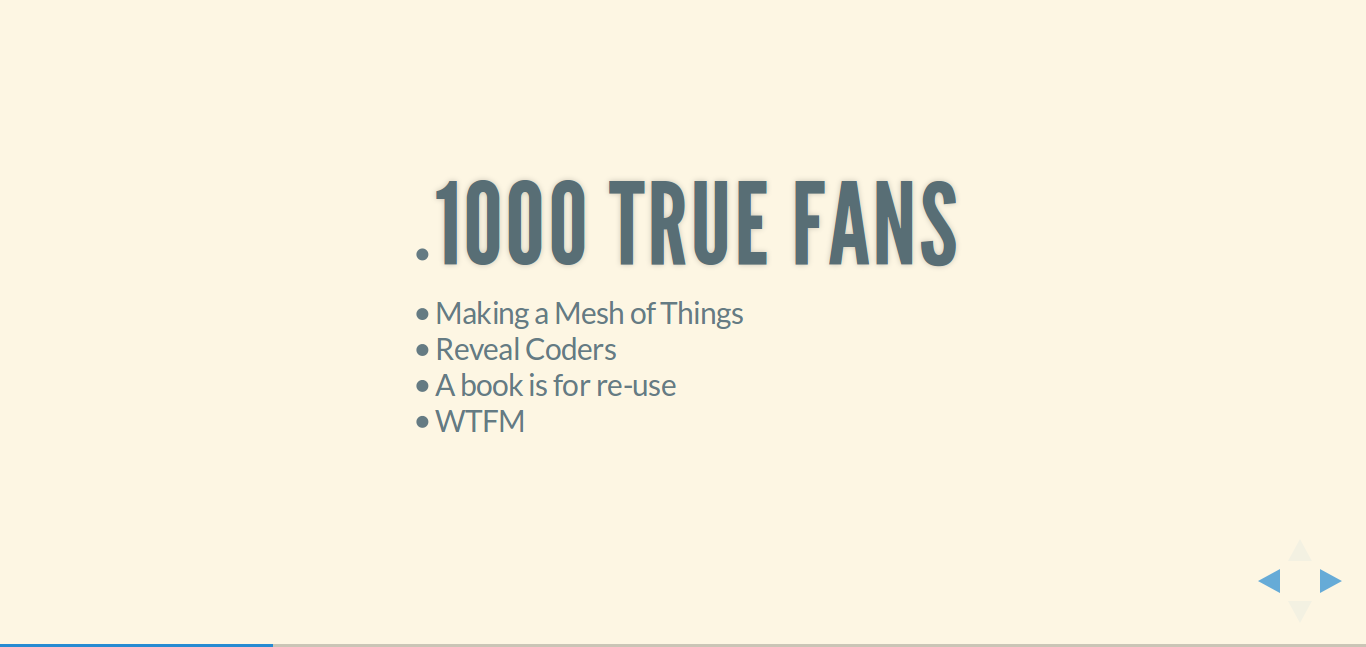 • 1000 TRUE FANS
• Making a Mesh of Things
• Reveal Coders
• A book is for re-use
• WTFM